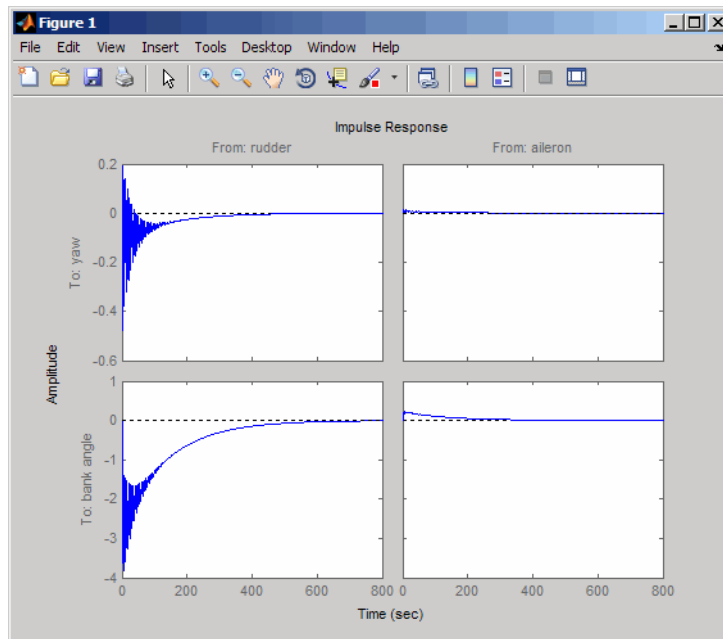 Figure 1
File Edit View Insert Tools Desktop Window Help
Impulse Response
From: rudder From: aileron
To: yaw
0.2
0
-0.2
-0.4
-0.6
Amplitude
To: bank angle
1
0
-1
-2
-3
-4
0 200 400 600 800 0 200 400 600 800
Time (sec)